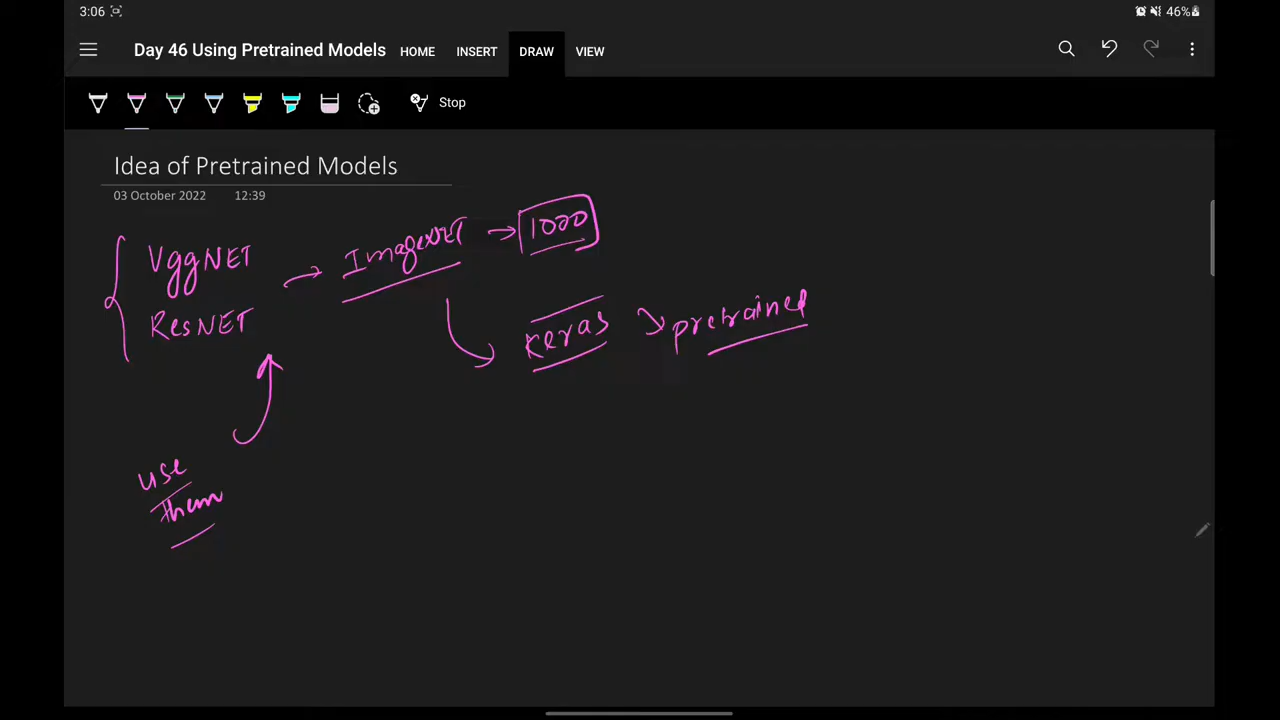 3:06 46%
Day 46 Using Pretrained Models HOME INSERT DRAW VIEW
Stop
Idea of Pretrained Models
03 October 2022 12:39
VggNET → ImageNET → 1000
ResNET
Keras → pretrained
use
Them